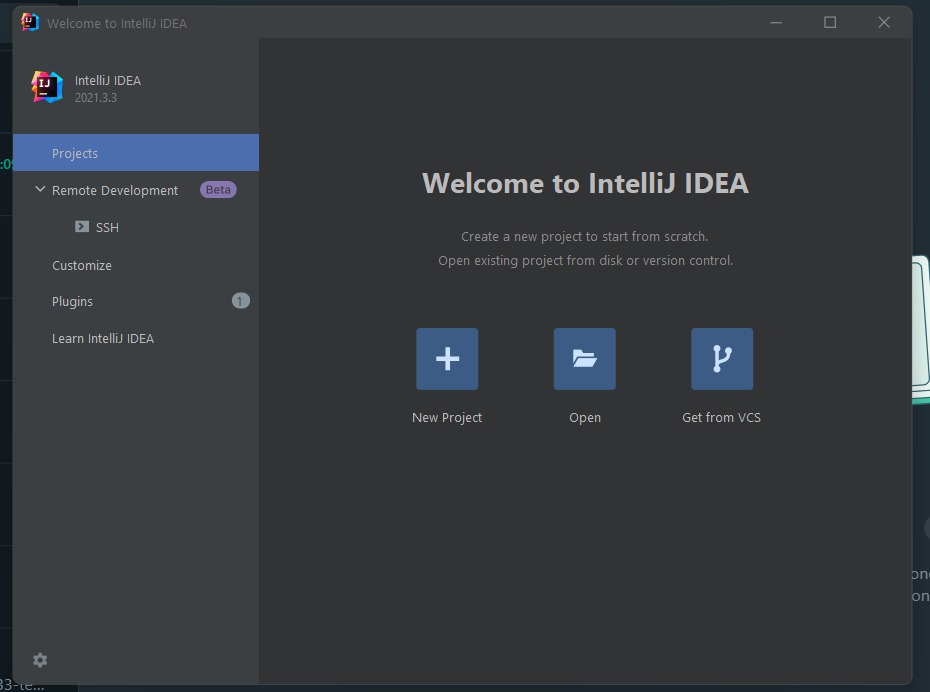 Welcome to IntelliJ IDEA
IJ
IntelliJ IDEA
2021.3.3
Projects
Remote Development Beta
SSH
Customize
Plugins 1
Learn IntelliJ IDEA
Welcome to IntelliJ IDEA
Create a new project to start from scratch.
Open existing project from disk or version control.
New Project Open Get from VCS